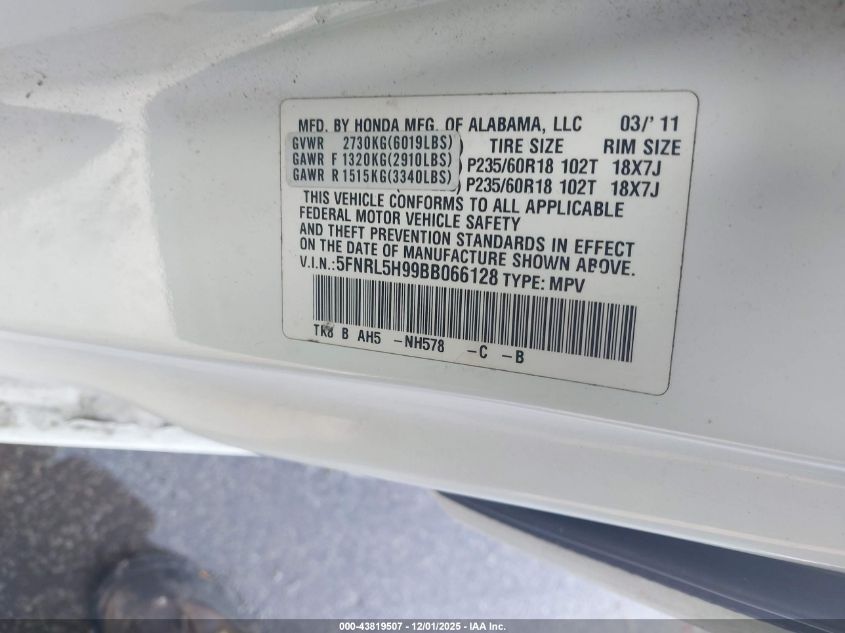 MFD. BY HONDA MFG. OF ALABAMA, LLC 03/' 11
GVWR 2730KG(6019LBS) TIRE SIZE RIM SIZE
GAWR F 1320KG(2910LBS) P235/60R18 102T 18X7J
GAWR R 1515KG(3340LBS) ) P235/60R18 102T 18X7J
THIS VEHICLE CONFORMS TO ALL APPLICABLE
FEDERAL MOTOR VEHICLE SAFETY
AND THEFT PREVENTION STANDARDS IN EFFECT
ON THE DATE OF MANUFACTURE SHOWN ABOVE.
V.I.N.:5FNRL5H99BB066128 TYPE: MPV
TK8 B AH5 -NH578 -C -B
000-43819507 - 12/01/2025 - IAA Inc.